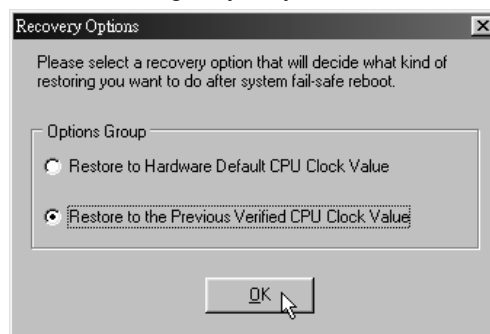 Recovery Options
Please select a recovery option that will decide what kind of
restoring you want to do after system fail-safe reboot.
Options Group
Restore to Hardware Default CPU Clock Value
Restore to the Previous Verified CPU Clock Value
OK